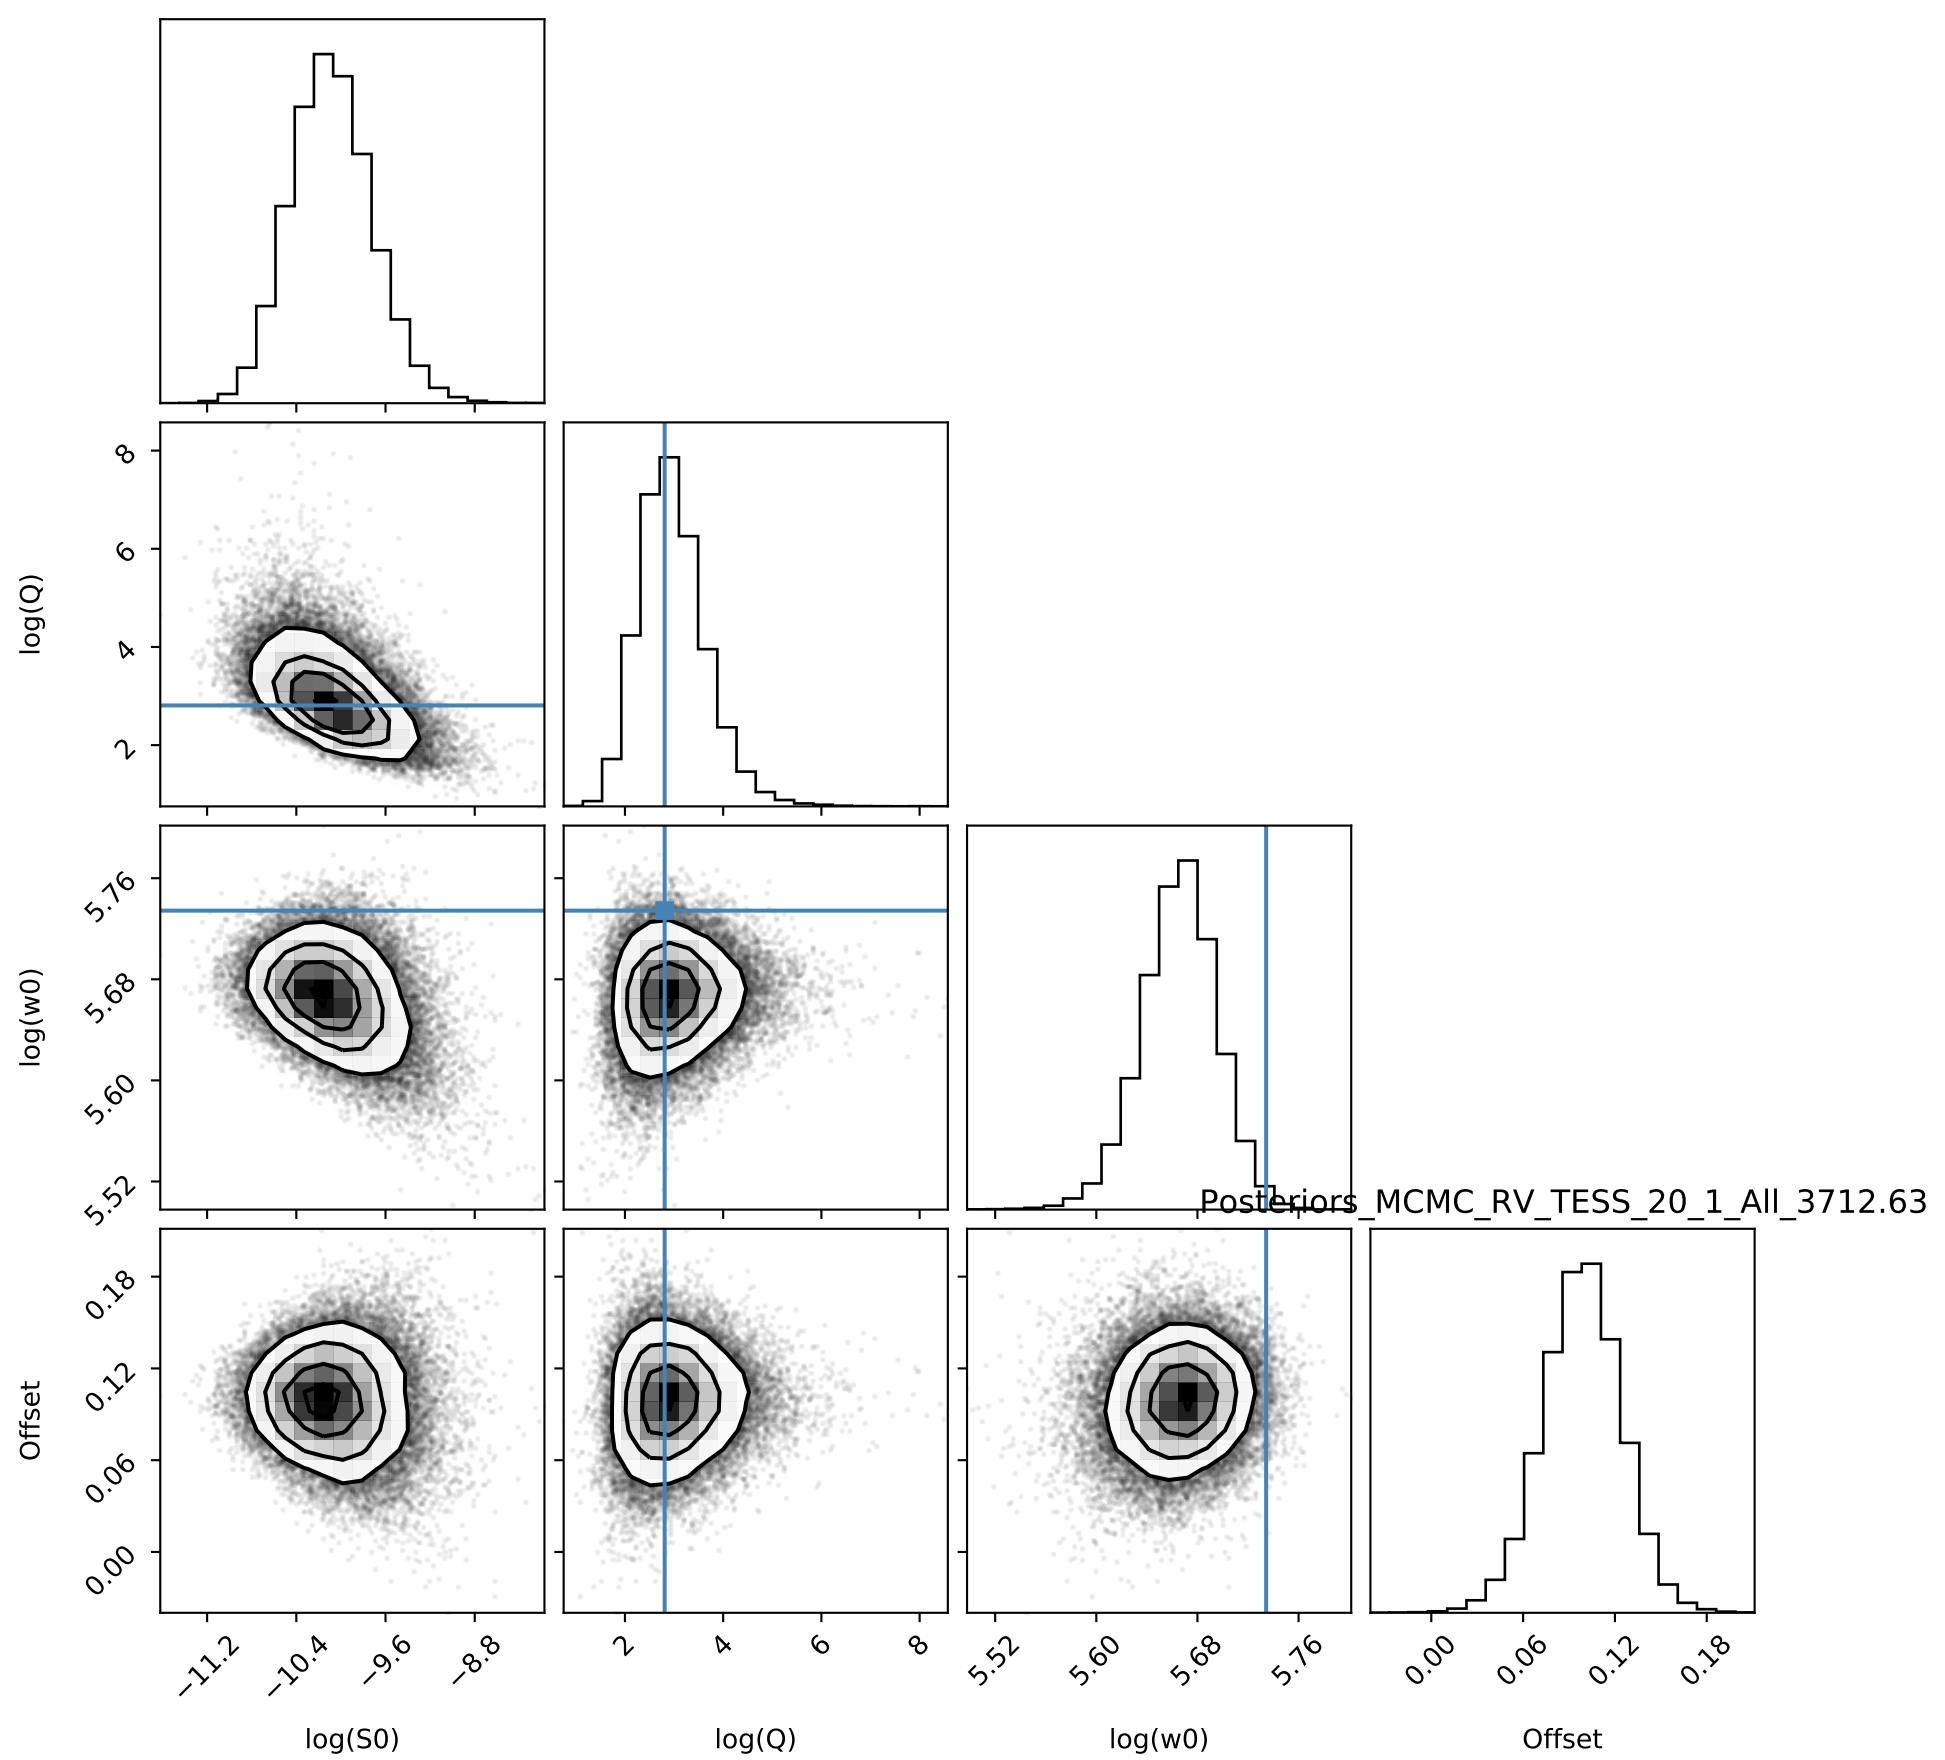 8
6
4
2
log(Q)
5.76
5.68
5.60
5.52
log(w0)
Posteriors_MCMC_RV_TESS_20_1_All_3712.63
0.18
0.12
0.06
0.00
Offset
−11.2 −10.4 −9.6 −8.8 2 4 6 8 5.52 5.60 5.68 5.76 0.00 0.06 0.12 0.18
log(S0) log(Q) log(w0) Offset